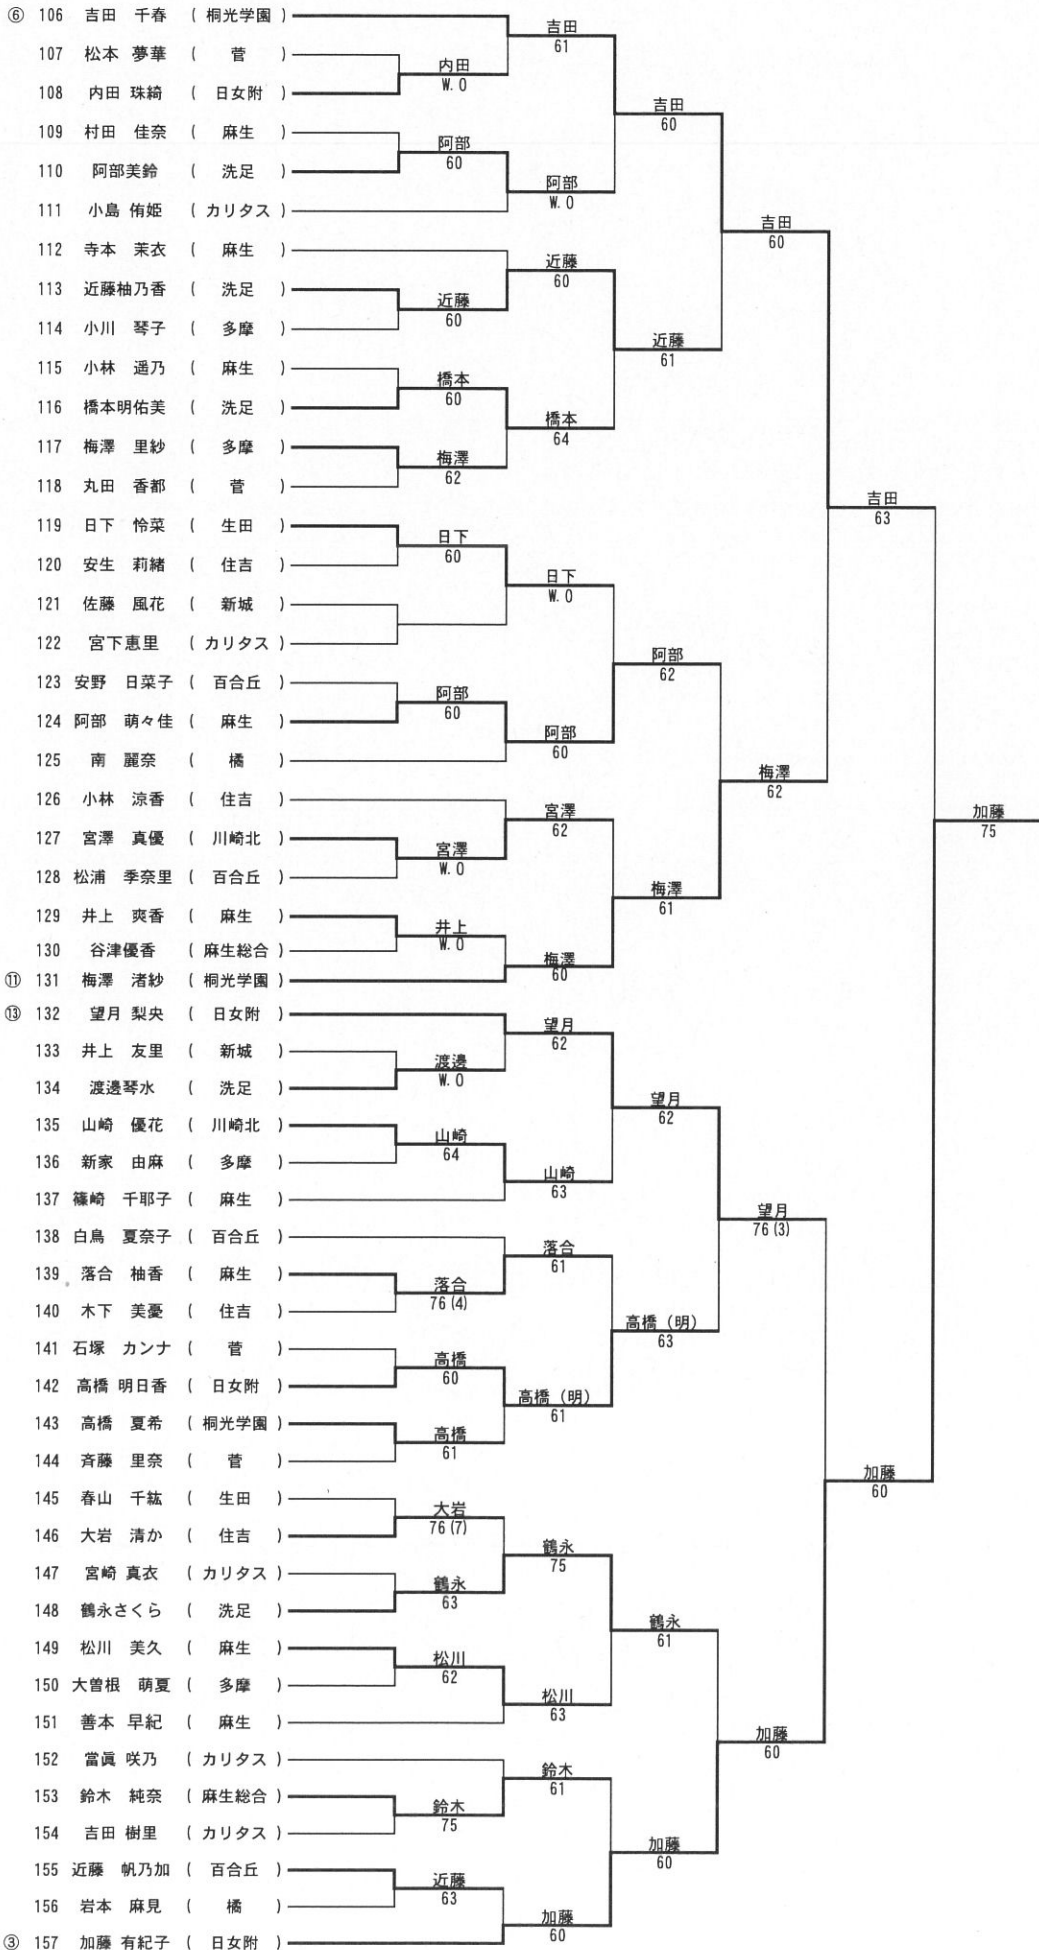 ⑥ 106 吉田 千春 ( 桐光学園 )
吉田
61
107 松本 夢華 ( 菅 )
内田
W.O
108 内田 珠綺 ( 日女附 )
吉田
60
109 村田 佳奈 ( 麻生 )
阿部
60
110 阿部美鈴 ( 洗足 )
阿部
W.O
111 小島 侑姫 ( カリタス )
吉田
60
112 寺本 茉衣 ( 麻生 )
近藤
60
113 近藤柚乃香 ( 洗足 )
近藤
60
114 小川 琴子 ( 多摩 )
近藤
61
115 小林 遥乃 ( 麻生 )
橋本
60
116 橋本明佑美 ( 洗足 )
橋本
64
117 梅澤 里紗 ( 多摩 )
梅澤
62
118 丸田 香都 ( 菅 )
吉田
63
119 日下 怜菜 ( 生田 )
日下
60
120 安生 莉緒 ( 住吉 )
日下
W.O
121 佐藤 風花 ( 新城 )
122 宮下恵里 ( カリタス )
阿部
62
123 安野 日菜子 ( 百合丘 )
阿部
60
124 阿部 萌々佳 ( 麻生 )
阿部
60
125 南 麗奈 ( 橘 )
梅澤
62
126 小林 涼香 ( 住吉 )
宮澤
62
加藤
75
127 宮澤 真優 ( 川崎北 )
宮澤
W.O
128 松浦 季奈里 ( 百合丘 )
梅澤
61
129 井上 爽香 ( 麻生 )
井上
W.O
130 谷津優香 ( 麻生総合 )
梅澤
60
⑪ 131 梅澤 渚紗 ( 桐光学園 )
⑬ 132 望月 梨央 ( 日女附 )
望月
62
133 井上 友里 ( 新城 )
渡邊
W.O
134 渡邊琴水 ( 洗足 )
望月
62
135 山崎 優花 ( 川崎北 )
山崎
64
136 新家 由麻 ( 多摩 )
山崎
63
137 篠崎 千耶子 ( 麻生 )
望月
76(3)
138 白鳥 夏奈子 ( 百合丘 )
落合
61
139 落合 柚香 ( 麻生 )
落合
76(4)
140 木下 美憂 ( 住吉 )
高橋（明）
63
141 石塚 カンナ ( 菅 )
高橋
60
142 高橋 明日香 ( 日女附 )
高橋（明）
61
143 高橋 夏希 ( 桐光学園 )
高橋
61
144 斉藤 里奈 ( 菅 )
加藤
60
145 春山 千紘 ( 生田 )
大岩
76(7)
146 大岩 清か ( 住吉 )
鶴永
75
147 宮崎 真衣 ( カリタス )
鶴永
63
148 鶴永さくら ( 洗足 )
鶴永
61
149 松川 美久 ( 麻生 )
松川
62
150 大曽根 萌夏 ( 多摩 )
松川
63
151 善本 早紀 ( 麻生 )
加藤
60
152 當眞 咲乃 ( カリタス )
鈴木
61
153 鈴木 純奈 ( 麻生総合 )
鈴木
75
154 吉田 樹里 ( カリタス )
加藤
60
155 近藤 帆乃加 ( 百合丘 )
近藤
63
156 岩本 麻見 ( 橘 )
加藤
60
③ 157 加藤 有紀子 ( 日女附 )